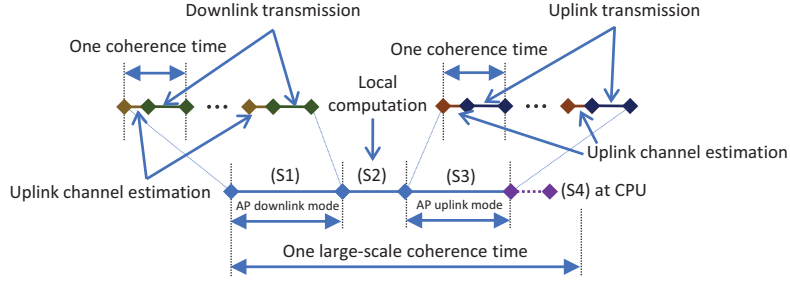 Downlink transmission
Uplink transmission
One coherence time
One coherence time
Local
computation
...
...
Uplink channel estimation
Uplink channel estimation
(S1)
(S2)
(S3)
(S4) at CPU
AP downlink mode
AP uplink mode
One large-scale coherence time